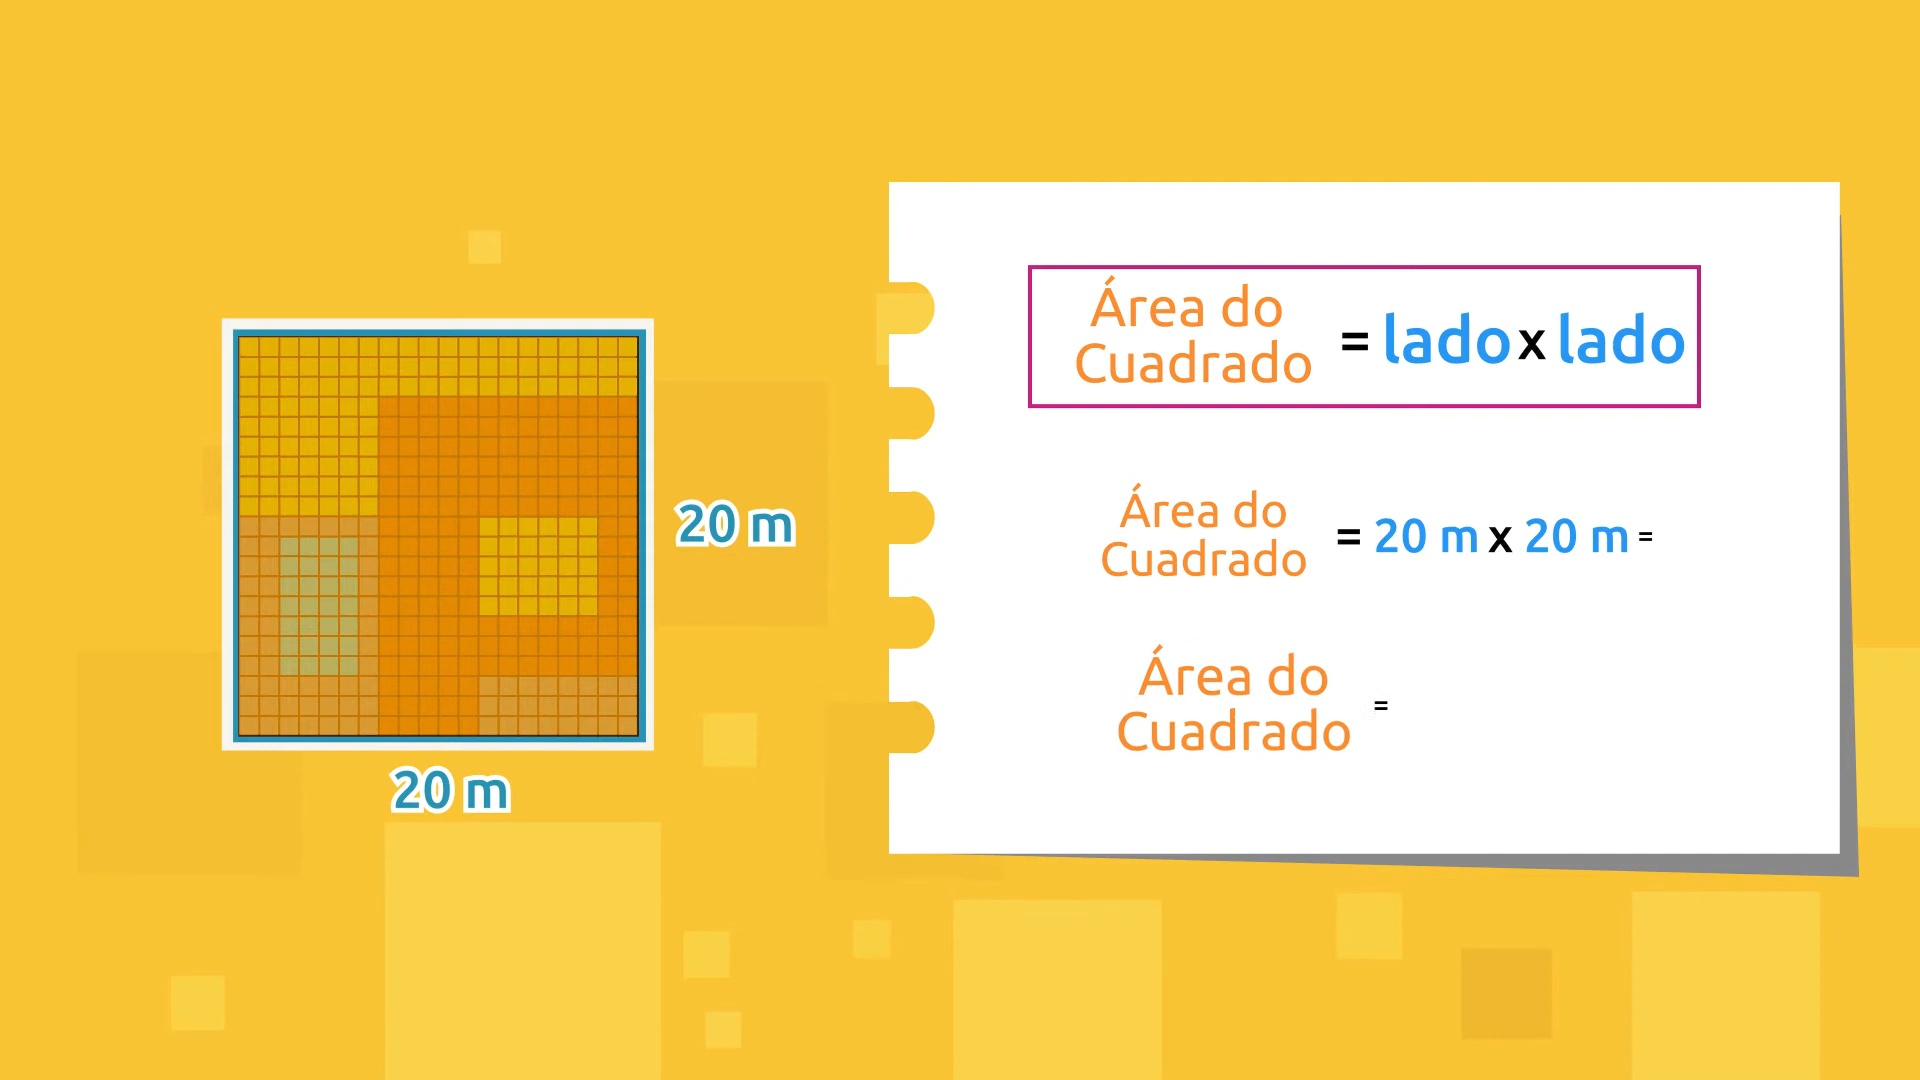 20 m
20 m
Área do
Cuadrado
= lado x lado
Área do
Cuadrado
= 20 m x 20 m =
Área do
Cuadrado
=